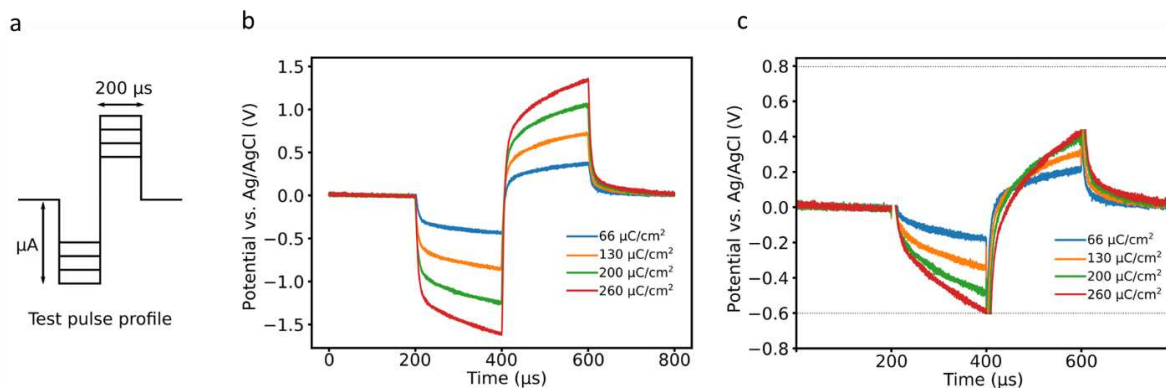 a
200 µs
µA
Test pulse profile
b
Potential vs. Ag/AgCl (V)
1.5
1.0
0.5
0.0
−0.5
−1.0
−1.5
66 µC/cm²
130 µC/cm²
200 µC/cm²
260 µC/cm²
0 200 400 600 800
Time (µs)
c
Potential vs. Ag/AgCl (V)
0.8
0.6
0.4
0.2
0.0
−0.2
−0.4
−0.6
−0.8
66 µC/cm²
130 µC/cm²
200 µC/cm²
260 µC/cm²
200 400 600
Time (µs)